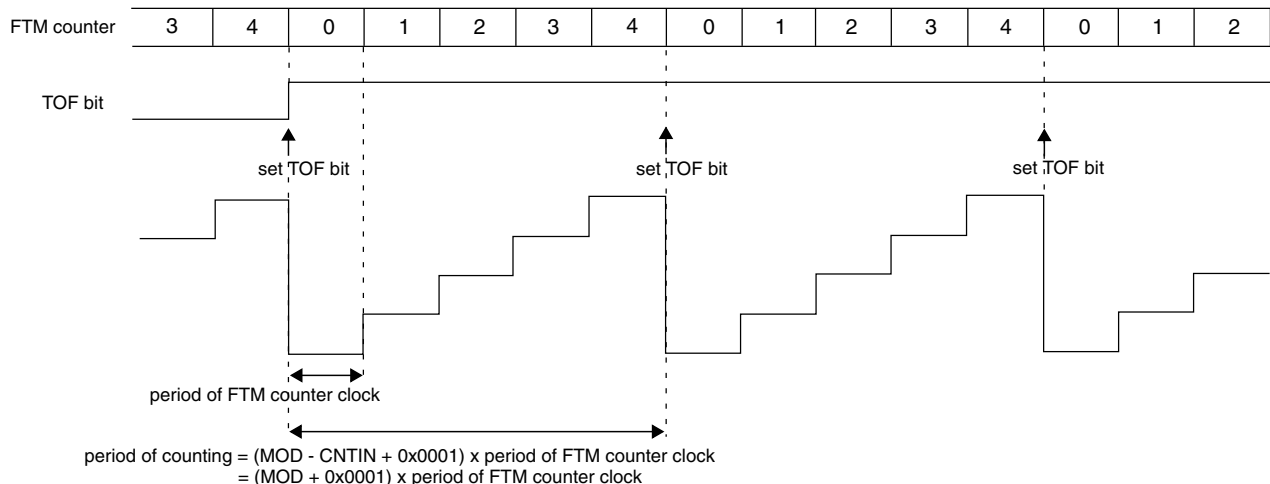 FTM counter 3 4 0 1 2 3 4 0 1 2 3 4 0 1 2
TOF bit
set TOF bit set TOF bit set TOF bit
period of FTM counter clock
period of counting = (MOD - CNTIN + 0x0001) x period of FTM counter clock
= (MOD + 0x0001) x period of FTM counter clock